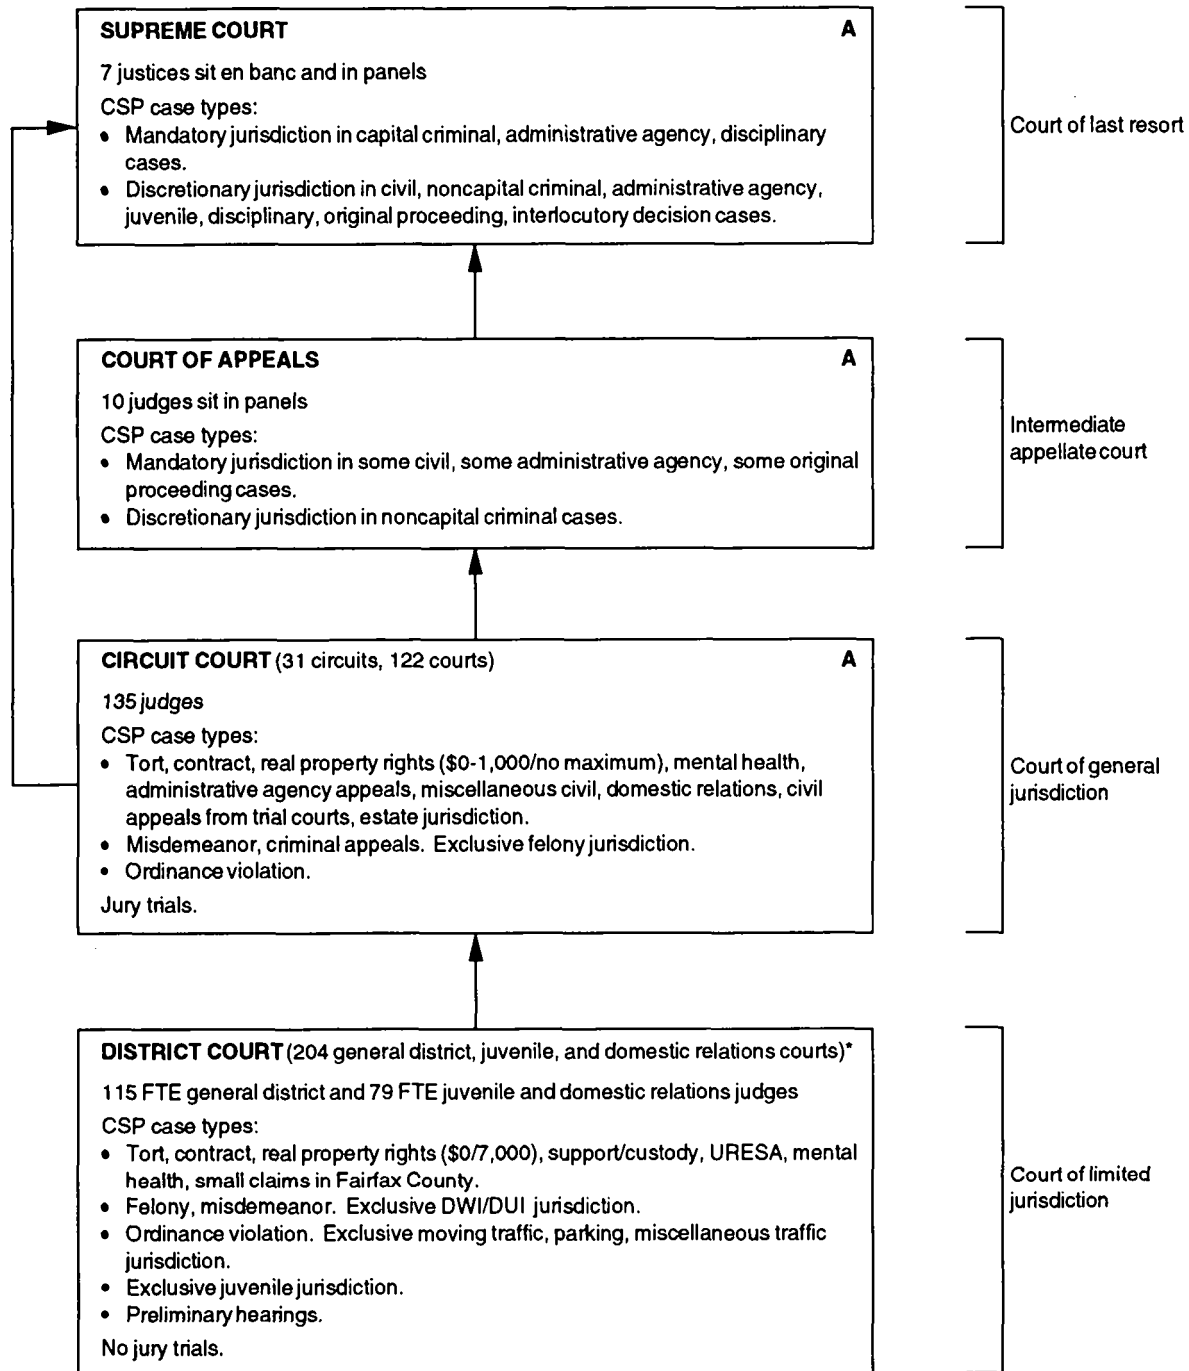 SUPREME COURT A
7 justices sit en banc and in panels
CSP case types:
• Mandatory jurisdiction in capital criminal, administrative agency, disciplinary
cases.
• Discretionary jurisdiction in civil, noncapital criminal, administrative agency,
juvenile, disciplinary, original proceeding, interlocutory decision cases.
Court of last resort
COURT OF APPEALS A
10 judges sit in panels
CSP case types:
• Mandatory jurisdiction in some civil, some administrative agency, some original
proceeding cases.
• Discretionary jurisdiction in noncapital criminal cases.
Intermediate
appellate court
CIRCUIT COURT (31 circuits, 122 courts) A
135 judges
CSP case types:
• Tort, contract, real property rights ($0-1,000/no maximum), mental health,
administrative agency appeals, miscellaneous civil, domestic relations, civil
appeals from trial courts, estate jurisdiction.
• Misdemeanor, criminal appeals. Exclusive felony jurisdiction.
• Ordinance violation.
Jury trials.
Court of general
jurisdiction
DISTRICT COURT (204 general district, juvenile, and domestic relations courts)*
115 FTE general district and 79 FTE juvenile and domestic relations judges
CSP case types:
• Tort, contract, real property rights ($0/7,000), support/custody, URESA, mental
health, small claims in Fairfax County.
• Felony, misdemeanor. Exclusive DWI/DUI jurisdiction.
• Ordinance violation. Exclusive moving traffic, parking, miscellaneous traffic
jurisdiction.
• Exclusive juvenile jurisdiction.
• Preliminary hearings.
No jury trials.
Court of limited
jurisdiction